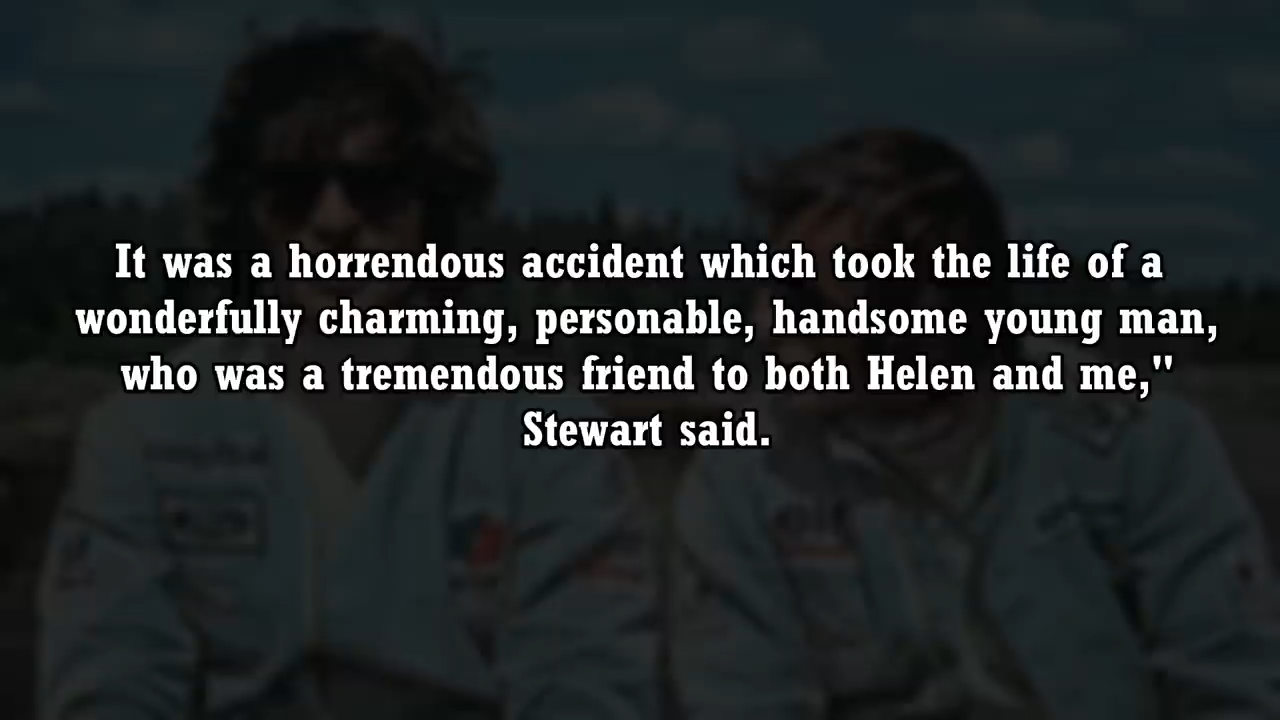 It was a horrendous accident which took the life of a
wonderfully charming, personable, handsome young man,
who was a tremendous friend to both Helen and me,"
Stewart said.